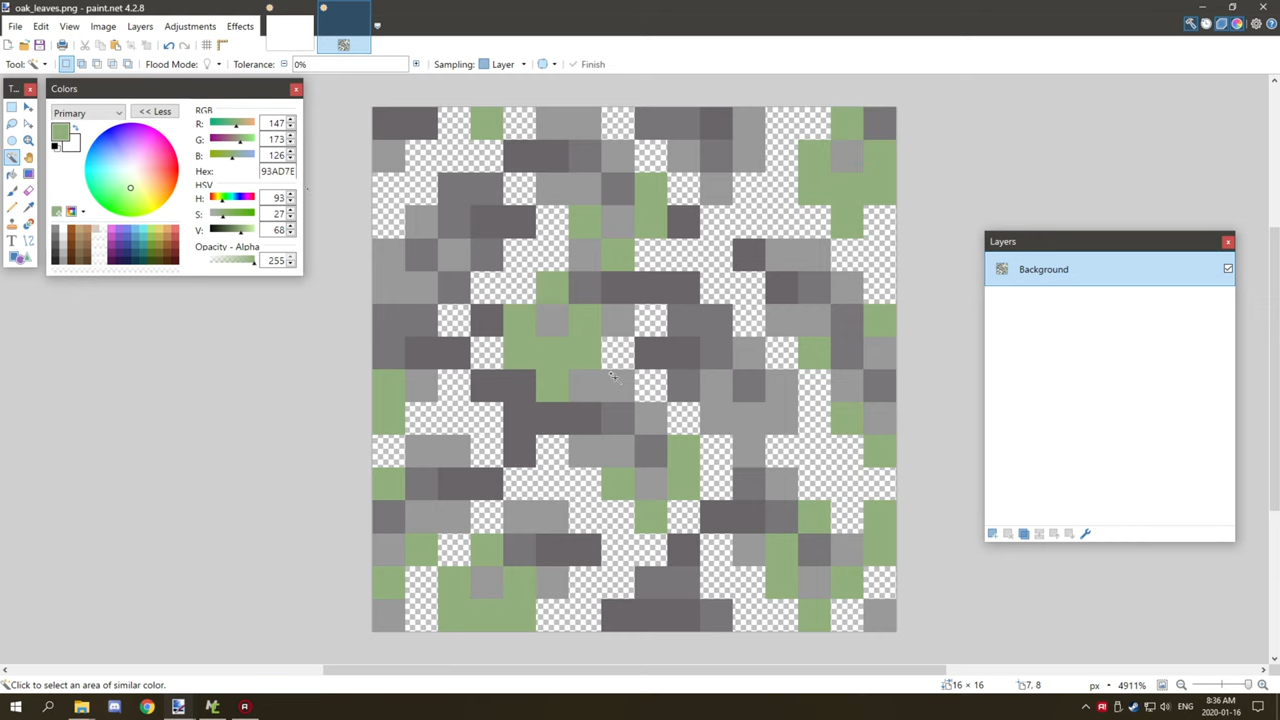 oak_leaves.png - paint.net 4.2.8
File Edit View Image Layers Adjustments Effects
Tool: Flood Mode: Tolerance: 0% Sampling: Layer Finish
T...
Colors
Primary << Less
RGB
R: 147
G: 173
B: 126
Hex: 93AD7E
HSV
H: 93
S: 27
V: 68
Opacity - Alpha
255
Layers
Background
Click to select an area of similar color. 16 × 16 7, 8 px 4911%
ENG 8:36 AM
2020-01-16